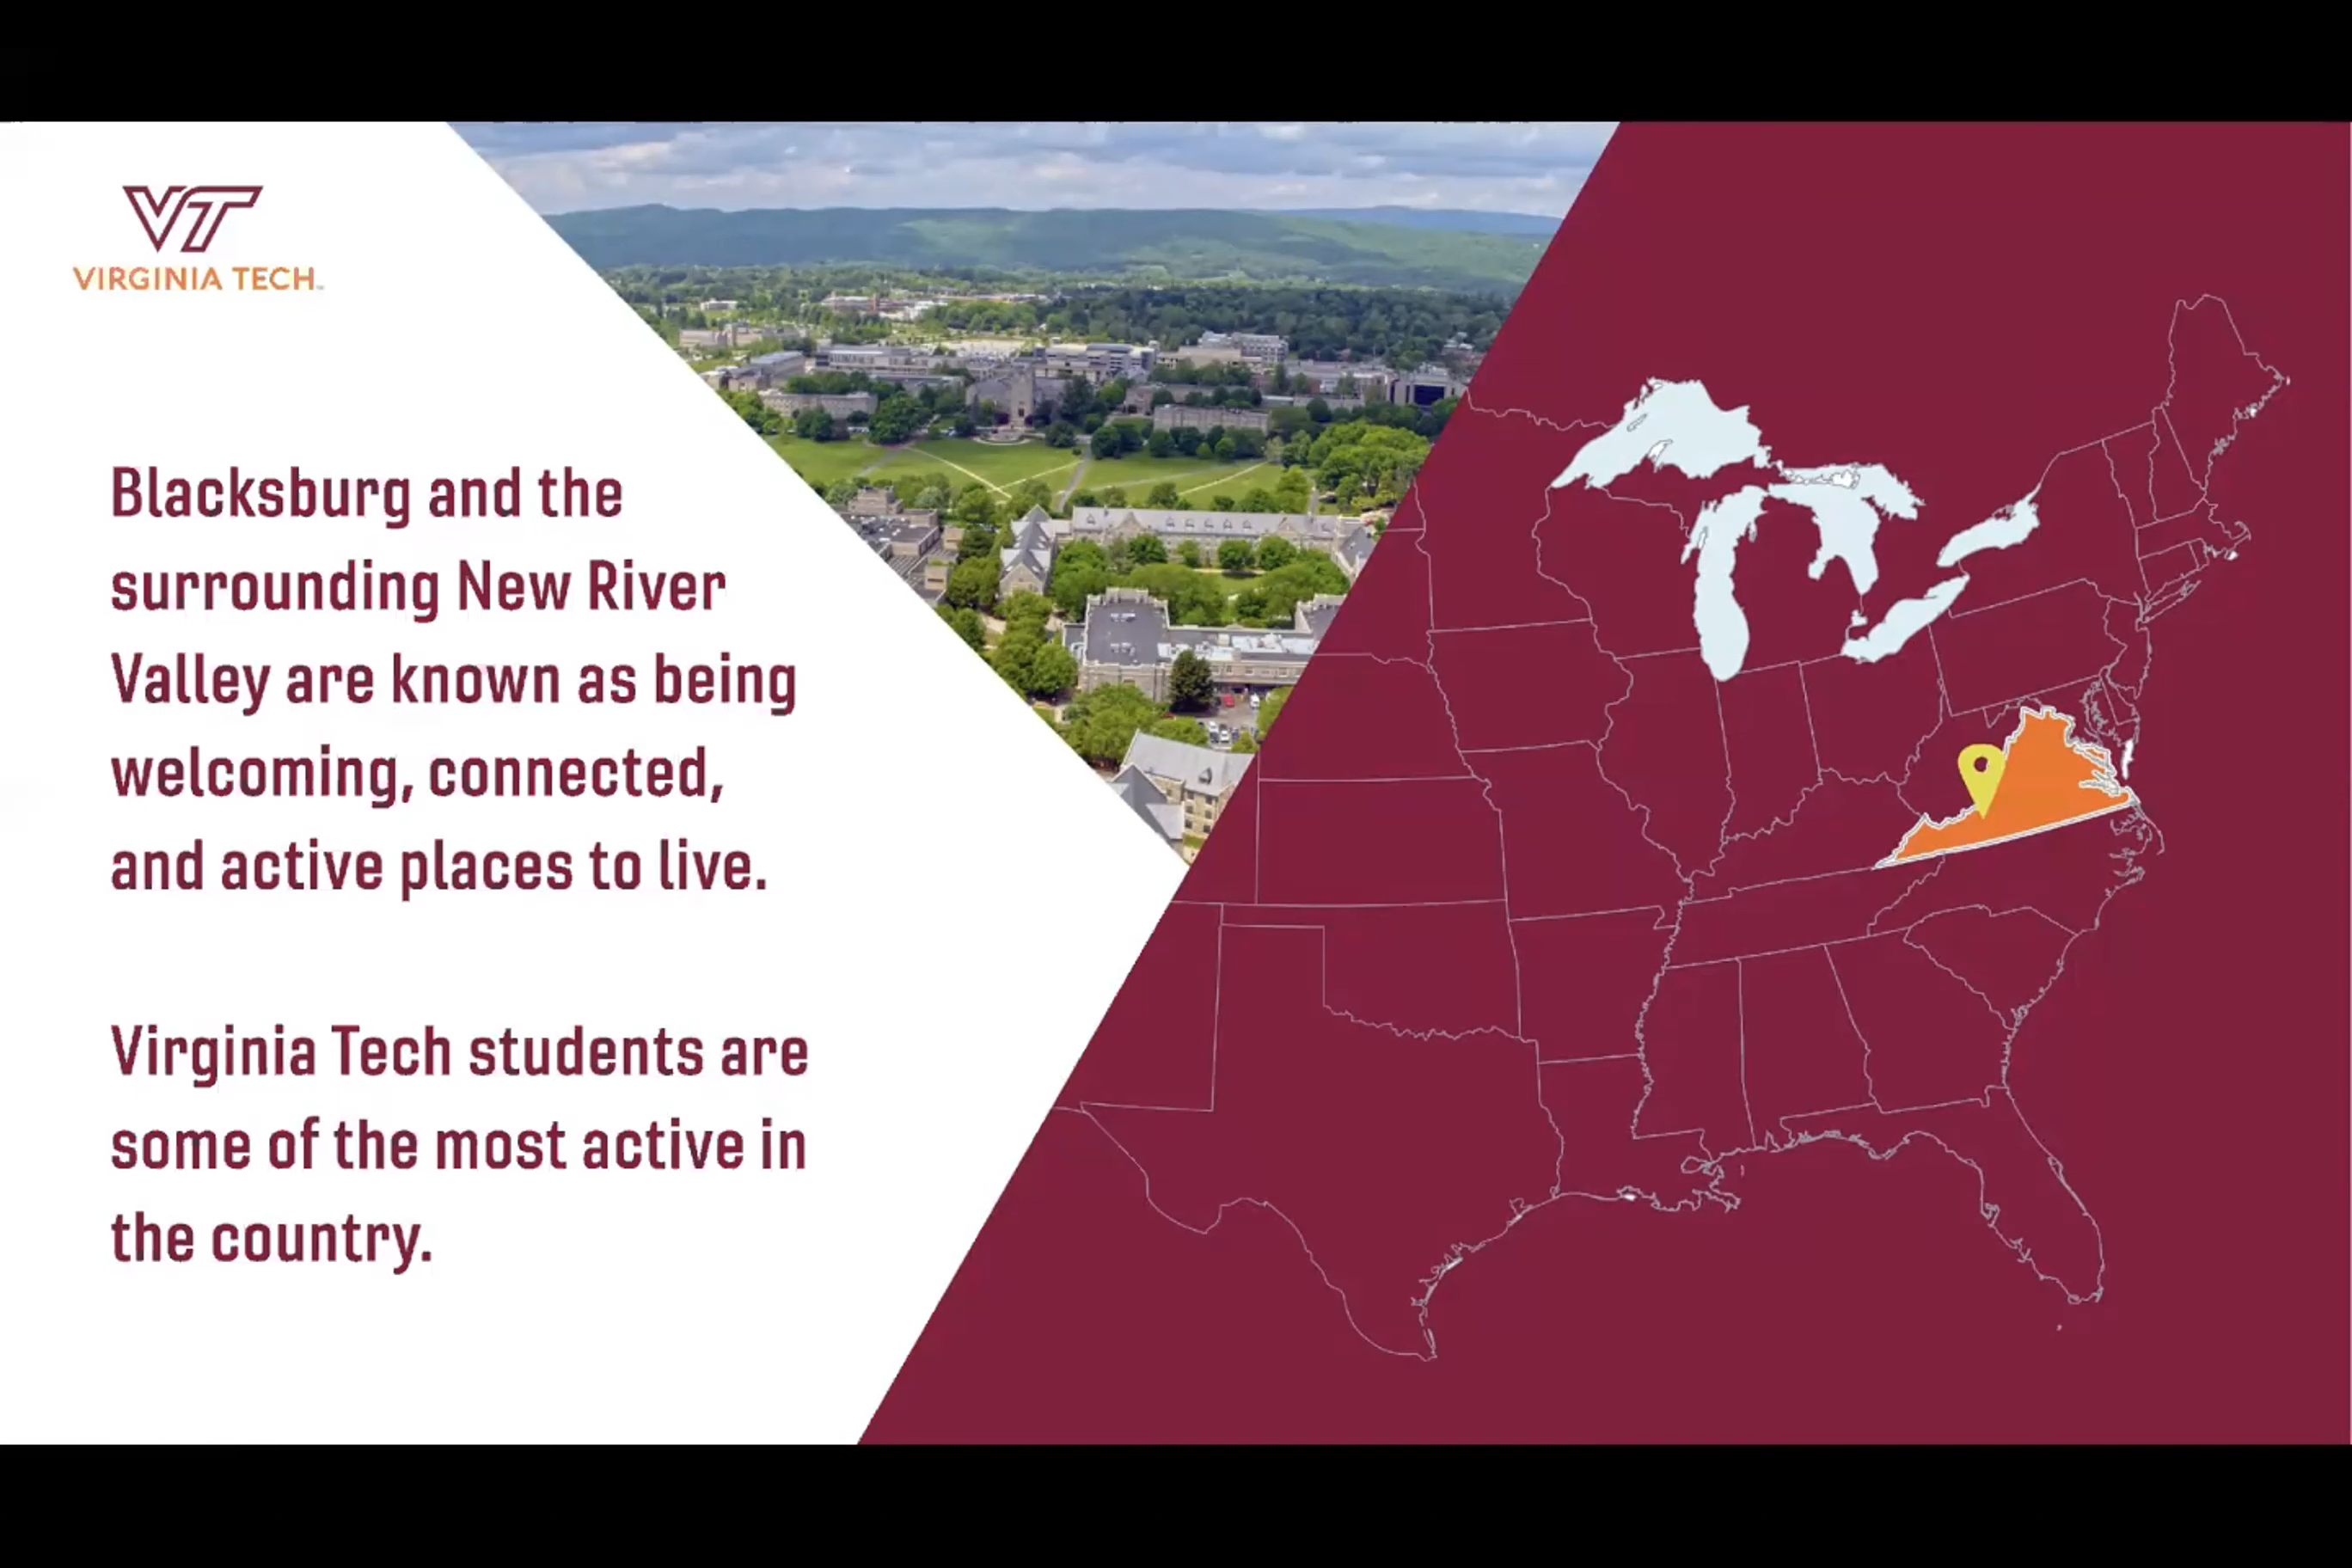 VT
VIRGINIA TECH
Blacksburg and the
surrounding New River
Valley are known as being
welcoming, connected,
and active places to live.
Virginia Tech students are
some of the most active in
the country.